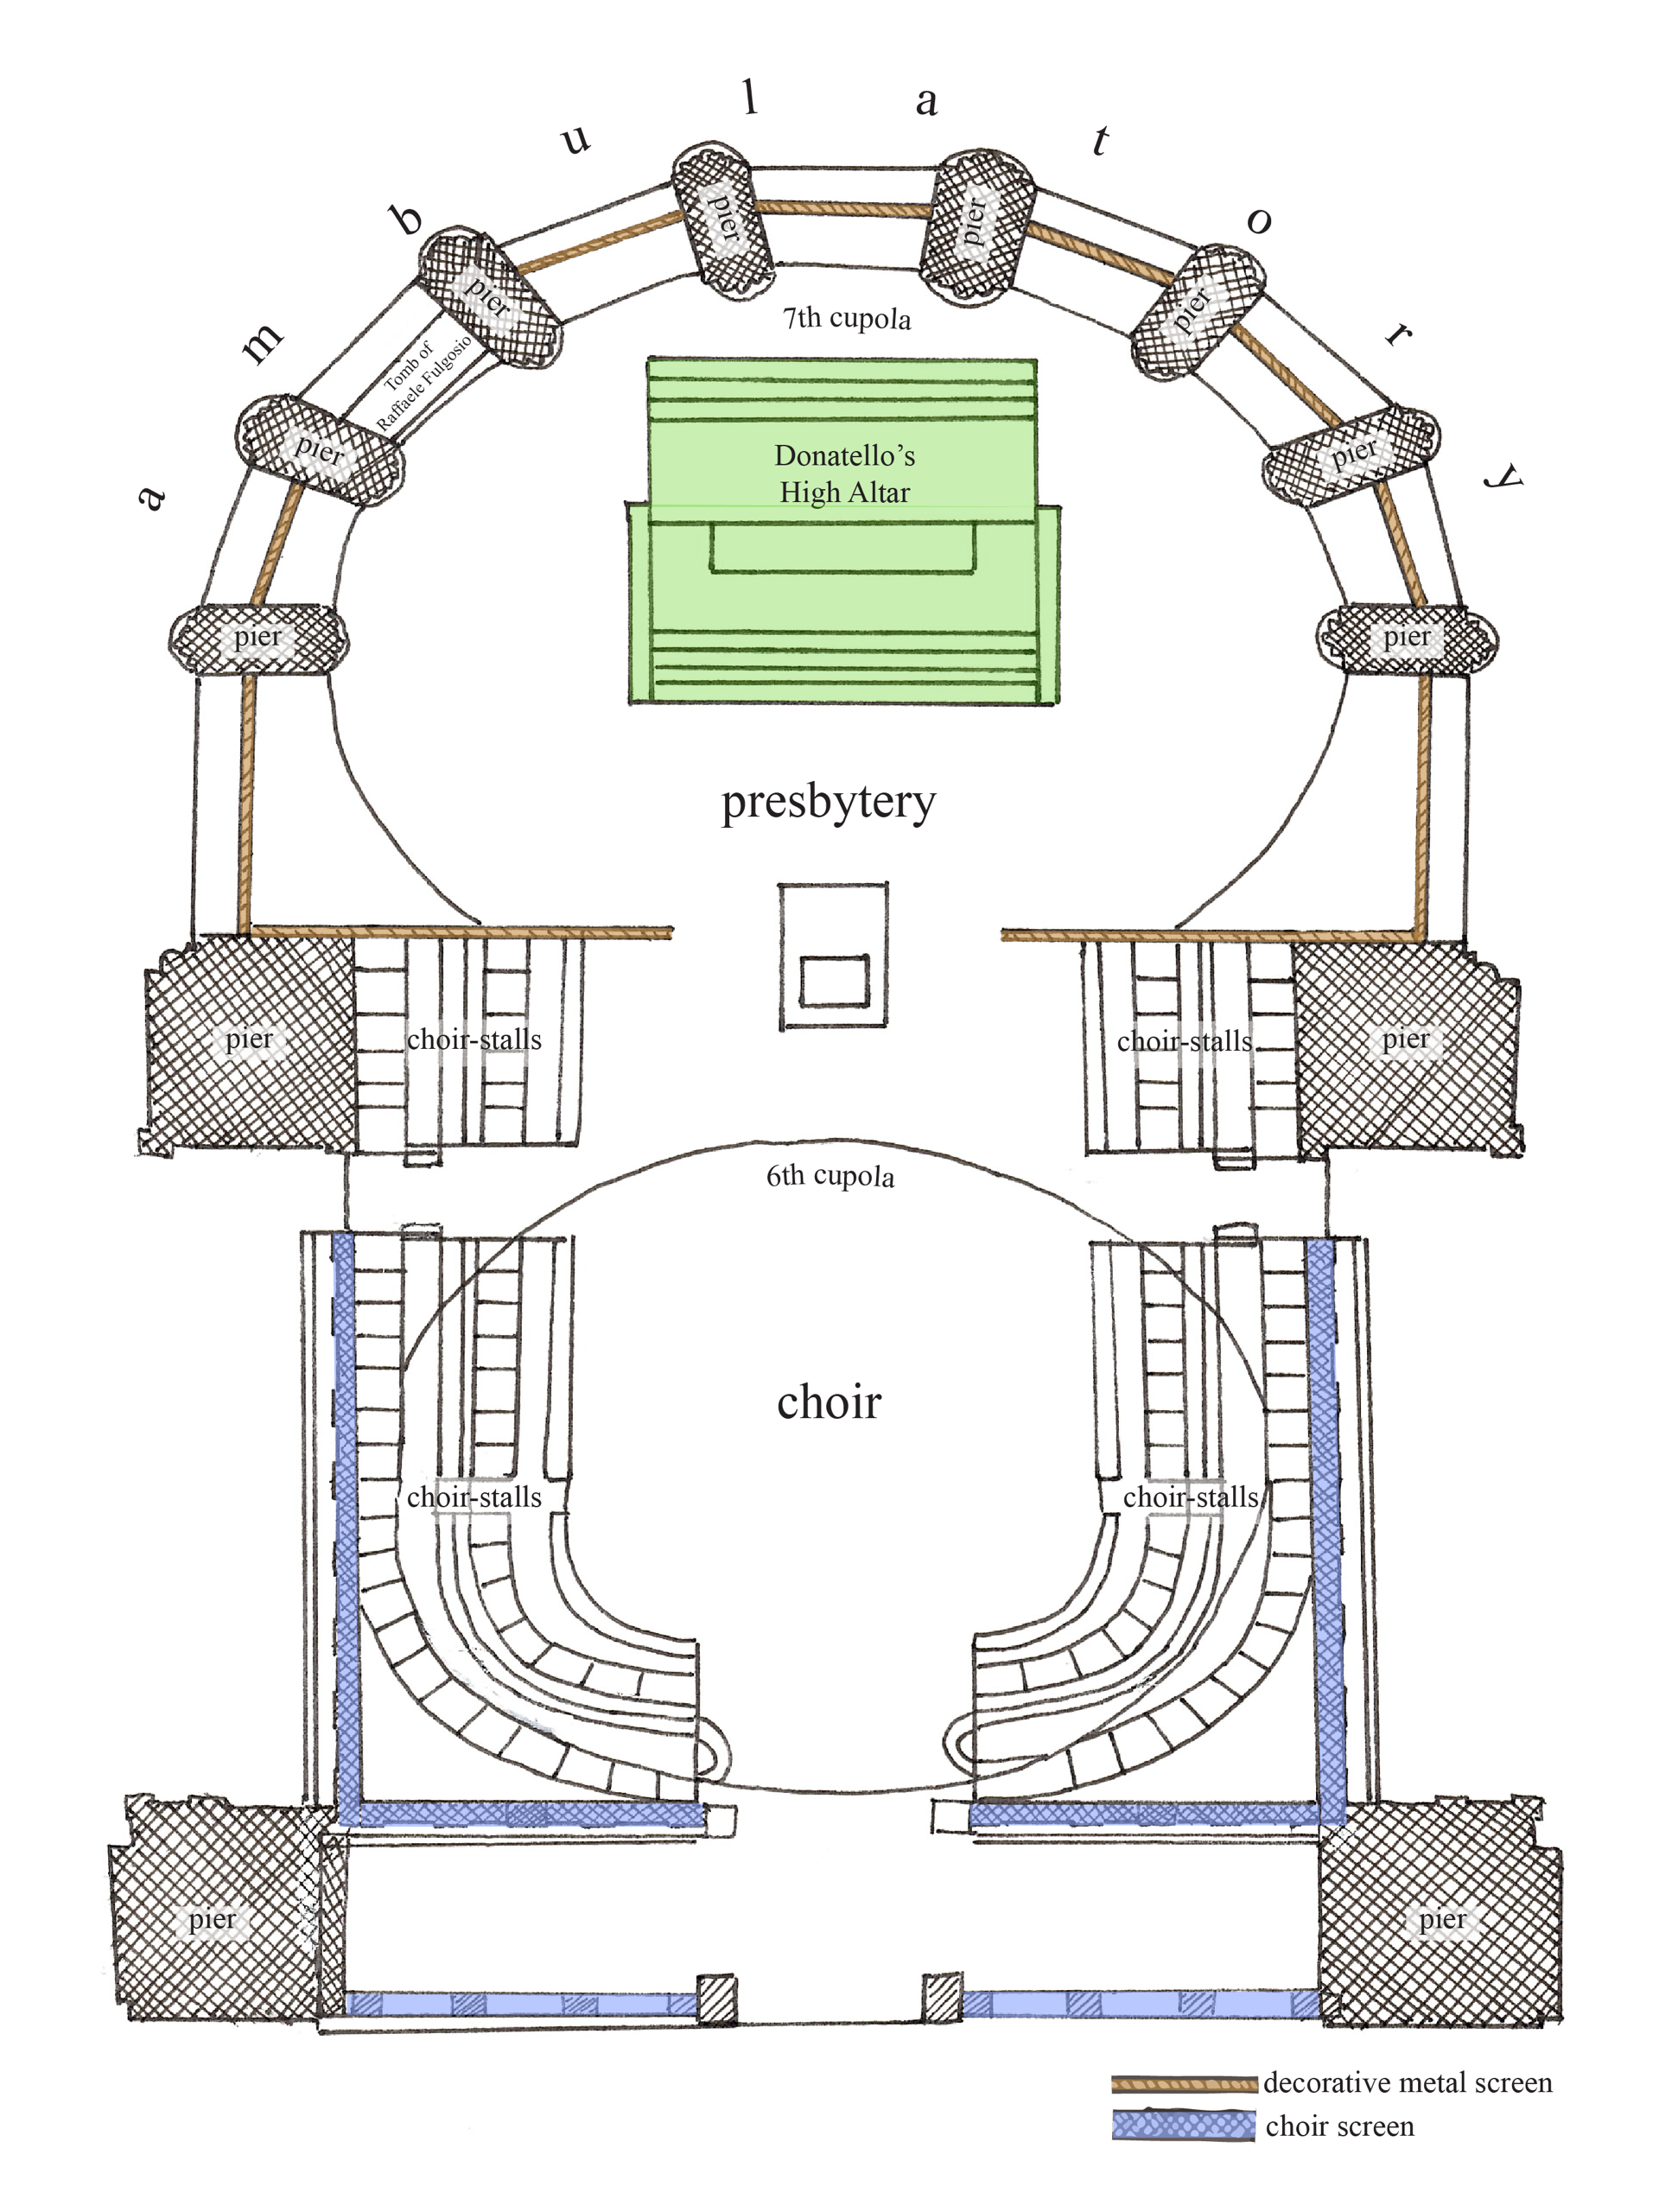 ambulatory
pier
pier
pier
pier
7th cupola
Tomb of
Raffaele Fulgosio
pier
pier
Donatello’s
High Altar
pier
pier
presbytery
pier
choir-stalls
choir-stalls
pier
6th cupola
choir
choir-stalls
choir-stalls
pier
pier
decorative metal screen
choir screen